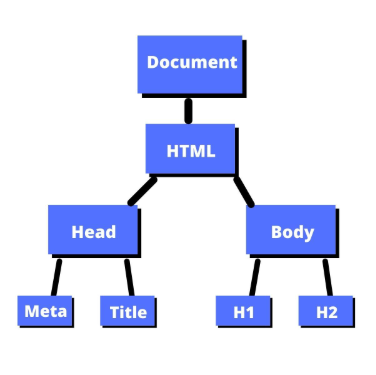 Document
HTML
Head
Body
Meta
Title
H1
H2